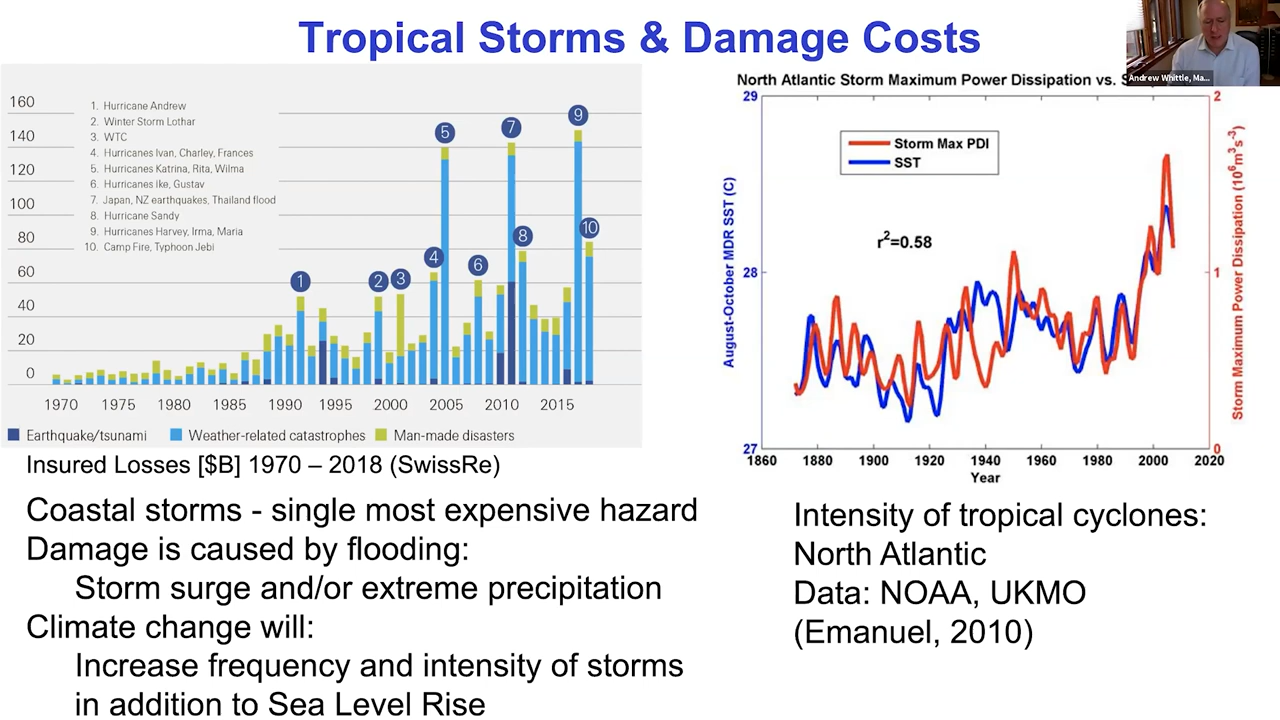 Tropical Storms & Damage Costs
Andrew Whittle, Ma...
160
140
120
100
80
60
40
20
0
1. Hurricane Andrew
2. Winter Storm Lothar
3. WTC
4. Hurricanes Ivan, Charley, Frances
5. Hurricanes Katrina, Rita, Wilma
6. Hurricanes Ike, Gustav
7. Japan, NZ earthquakes, Thailand flood
8. Hurricane Sandy
9. Hurricanes Harvey, Irma, Maria
10. Camp Fire, Typhoon Jebi
1
2
3
4
5
6
7
8
9
10
1970 1975 1980 1985 1990 1995 2000 2005 2010 2015
Earthquake/tsunami Weather-related catastrophes Man-made disasters
Insured Losses [$B] 1970 – 2018 (SwissRe)
Coastal storms - single most expensive hazard
Damage is caused by flooding:
Storm surge and/or extreme precipitation
Climate change will:
Increase frequency and intensity of storms
in addition to Sea Level Rise
North Atlantic Storm Maximum Power Dissipation vs.
29
28
27
August-October MDR SST (C)
Storm Max PDI
SST
r²=0.58
2
1
0
Storm Maximum Power Dissipation (10⁶m³s⁻³)
1860 1880 1900 1920 1940 1960 1980 2000 2020
Year
Intensity of tropical cyclones:
North Atlantic
Data: NOAA, UKMO
(Emanuel, 2010)